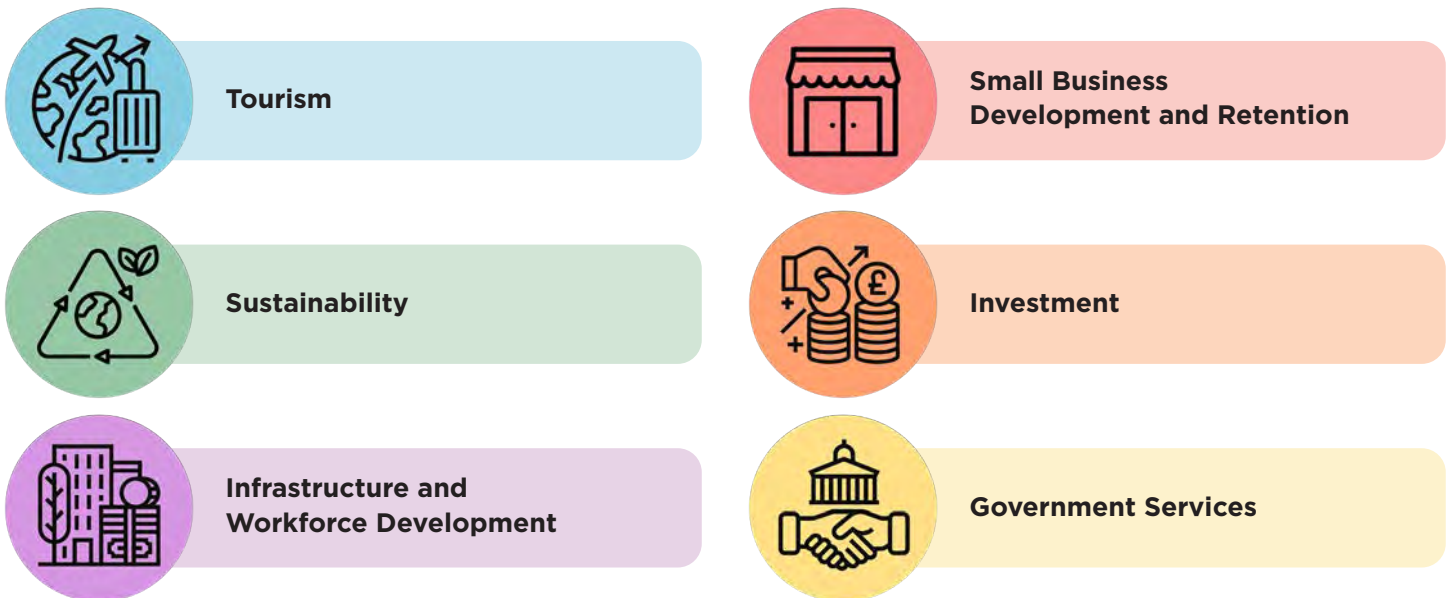 Tourism
Small Business
Development and Retention
Sustainability
£
Investment
Infrastructure and
Workforce Development
Government Services